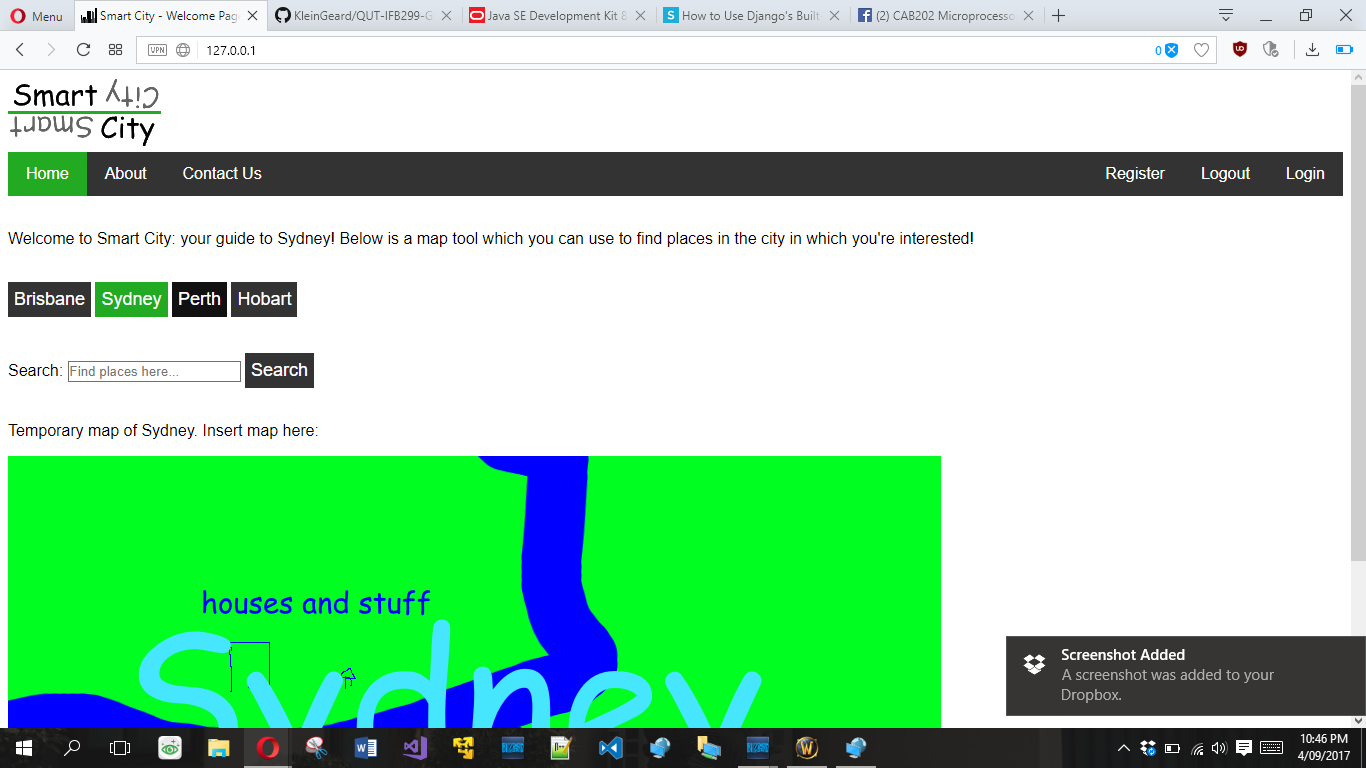 Menu
Smart City - Welcome Pag
KleinGeard/QUT-IFB299-G
Java SE Development Kit 8
How to Use Django's Built
(2) CAB202 Microprocesso
VPN
127.0.0.1
0
Smart City
Smart City
Home About Contact Us Register Logout Login
Welcome to Smart City: your guide to Sydney! Below is a map tool which you can use to find places in the city in which you're interested!
Brisbane Sydney Perth Hobart
Search: Find places here... Search
Temporary map of Sydney. Insert map here:
houses and stuff
Sydney
Screenshot Added
A screenshot was added to your
Dropbox.
10:46 PM
4/09/2017